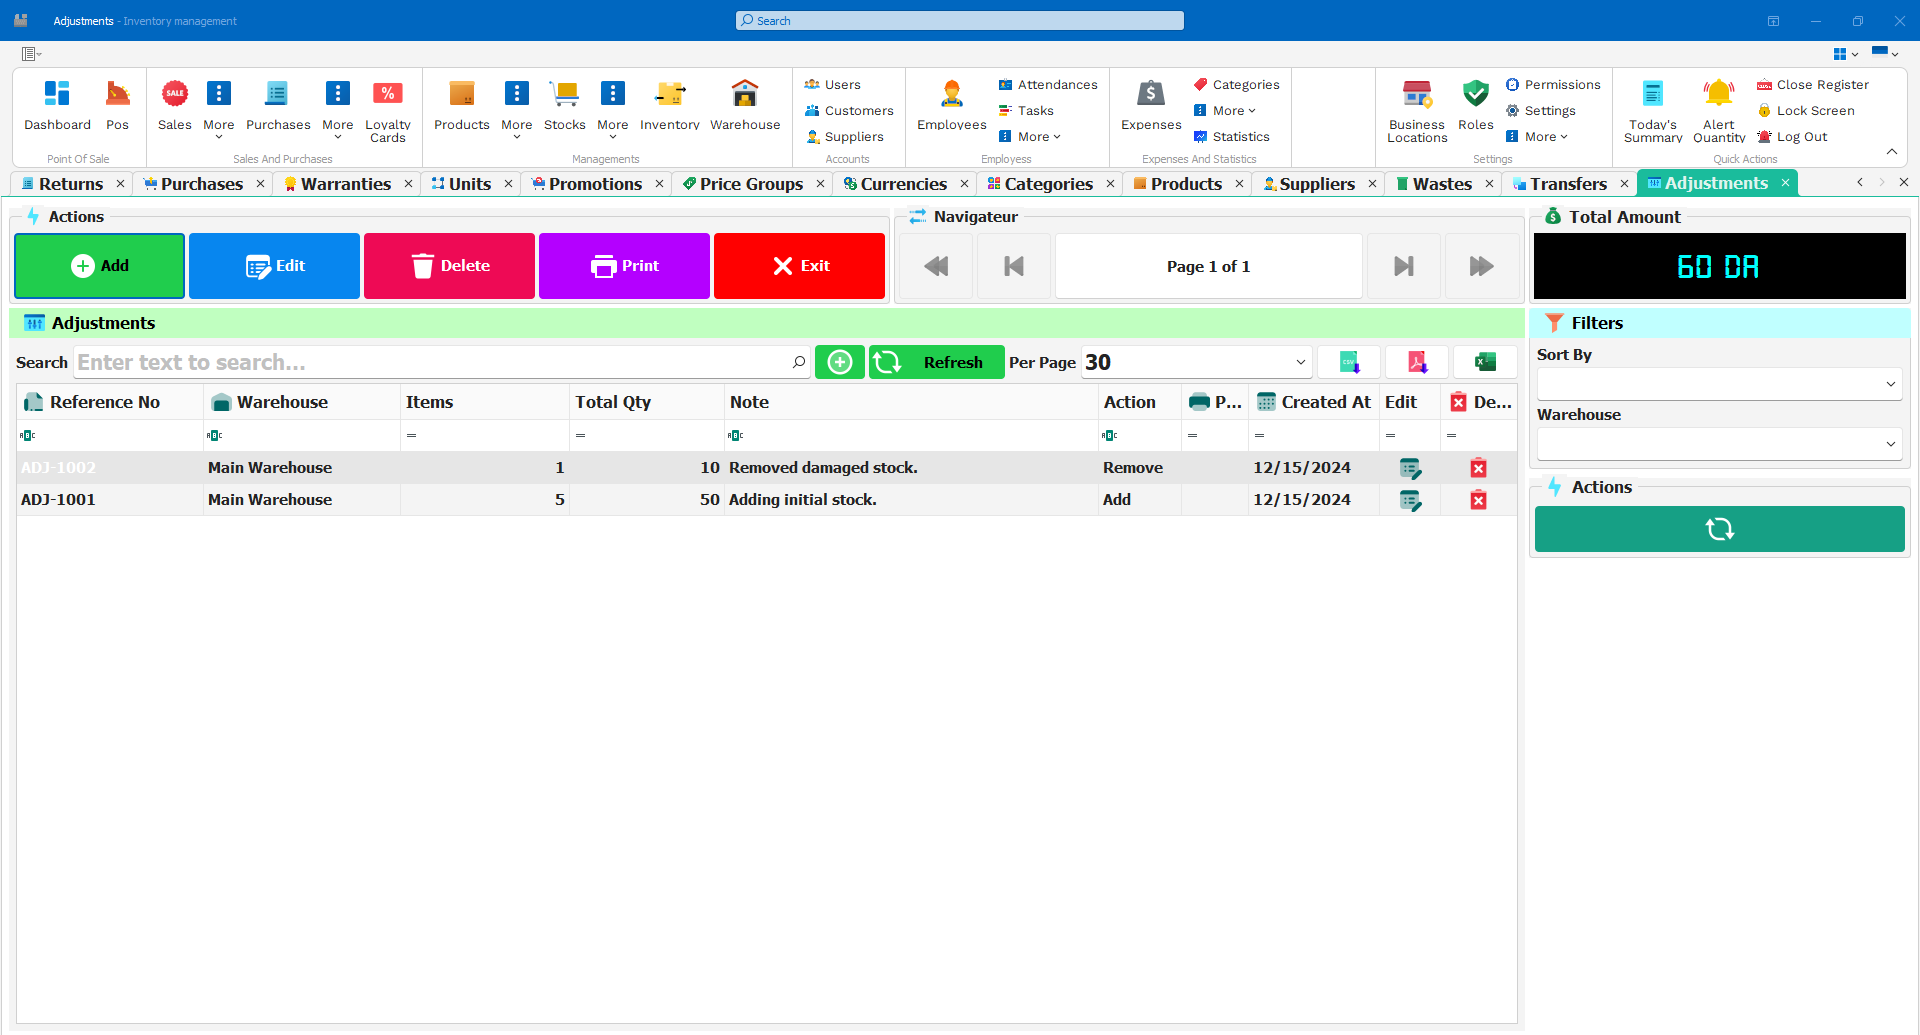 Adjustments - Inventory management
Search
Dashboard
Pos
Point Of Sale
SALE
Sales
More
Purchases
More
Loyalty Cards
Sales And Purchases
Products
More
Stocks
More
Inventory
Warehouse
Managements
Users
Customers
Suppliers
Accounts
Employees
Attendances
Tasks
More
Employess
Expenses
Categories
More
Statistics
Expenses And Statistics
Business Locations
Roles
Permissions
Settings
More
Settings
Today's Summary
Alert Quantity
Close Register
Lock Screen
Log Out
Quick Actions
Returns
Purchases
Warranties
Units
Promotions
Price Groups
Currencies
Categories
Products
Suppliers
Wastes
Transfers
Adjustments
Actions
Add
Edit
Delete
Print
Exit
Navigateur
Page 1 of 1
Total Amount
60 DA
Adjustments
Search
Enter text to search...
Refresh
Per Page
30
Reference No
Warehouse
Items
Total Qty
Note
Action
P...
Created At
Edit
De...
ADJ-1002
Main Warehouse
1
10
Removed damaged stock.
Remove
12/15/2024
ADJ-1001
Main Warehouse
5
50
Adding initial stock.
Add
12/15/2024
Filters
Sort By
Warehouse
Actions